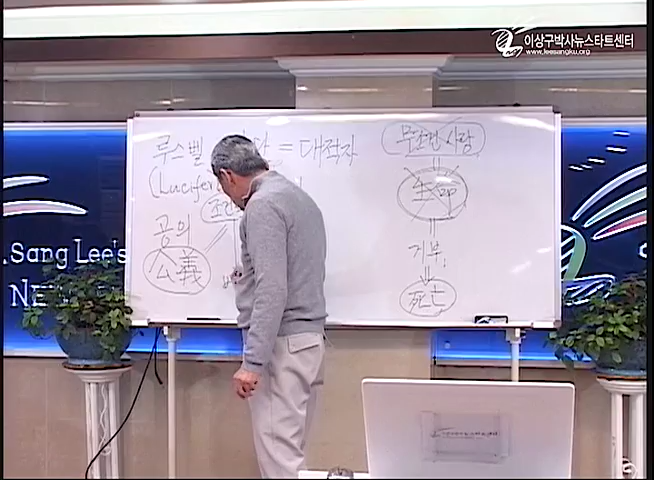 이상구박사뉴스타트센터
www.leesangku.org
루스벨 = 대적자
(Lucifer
공의
公義
무조건 사랑
生命
거부
死亡
.Sang Lee's
NE